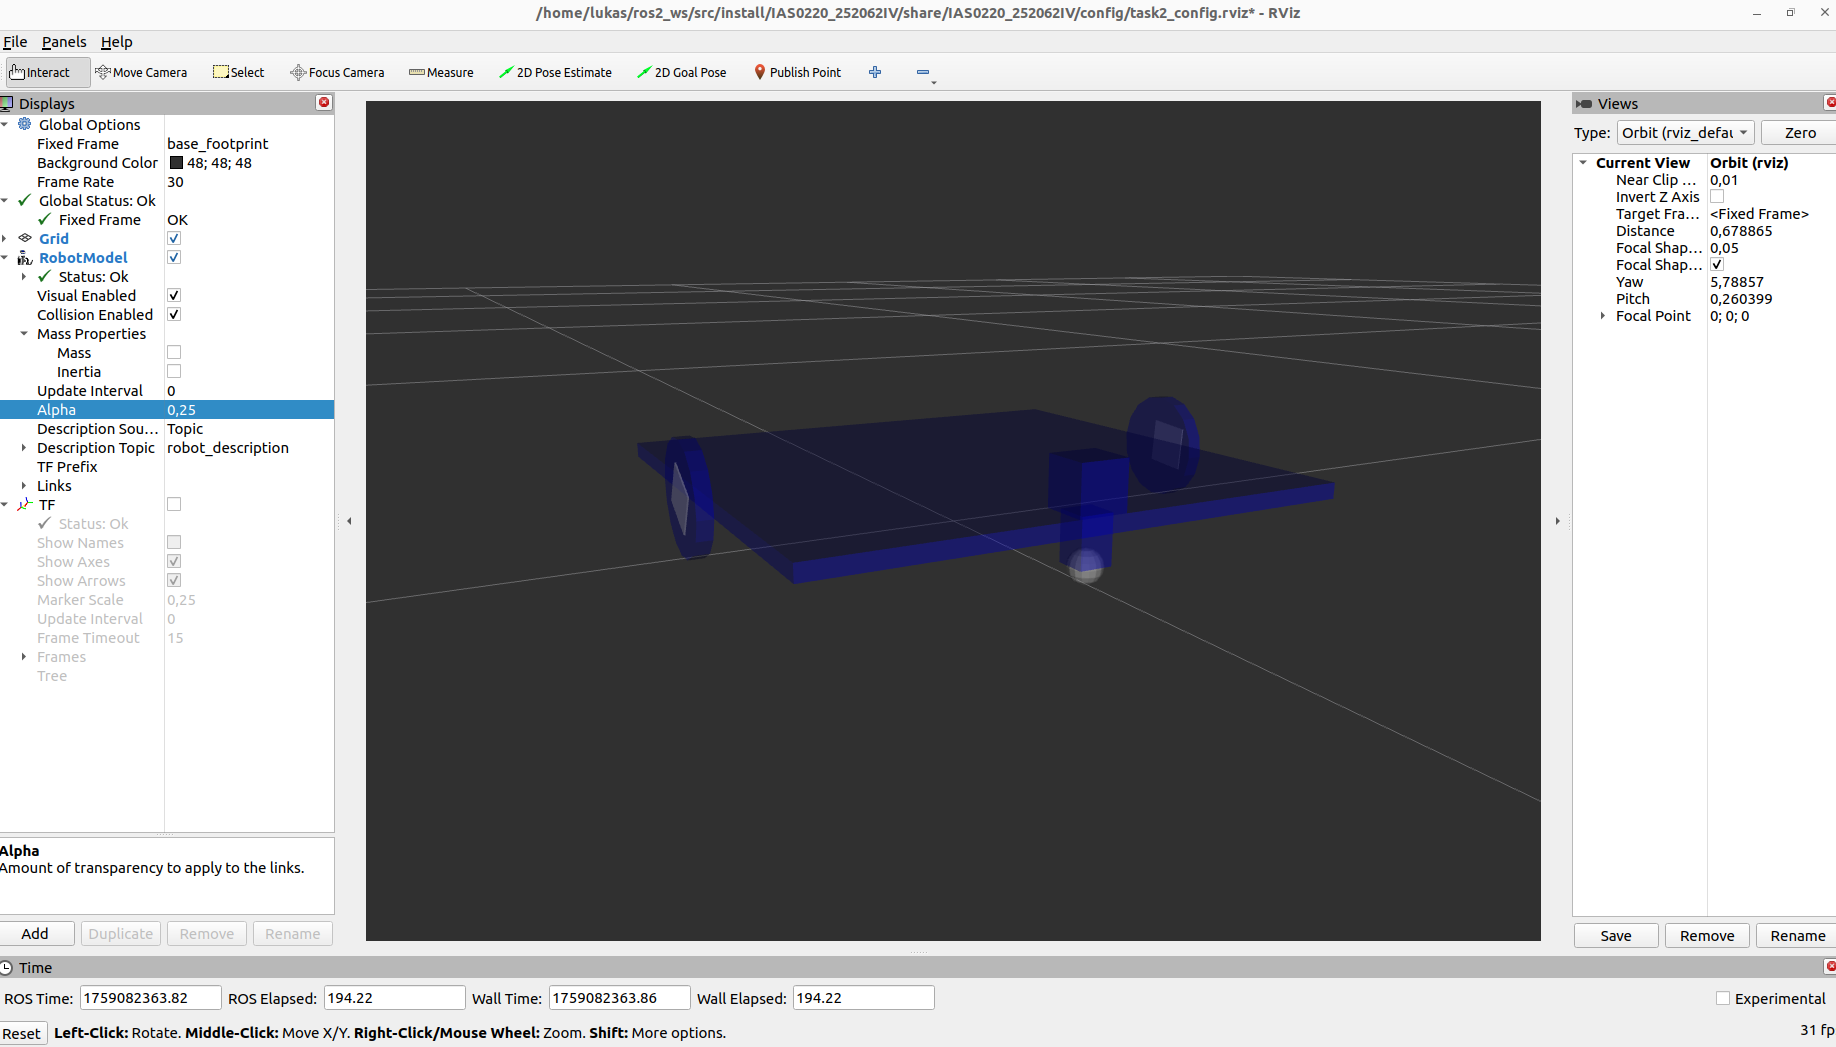 /home/lukas/ros2_ws/src/install/IAS0220_252062IV/share/IAS0220_252062IV/config/task2_config.rviz* - RViz
File Panels Help
Interact Move Camera Select Focus Camera Measure 2D Pose Estimate 2D Goal Pose Publish Point
Displays
Global Options
Fixed Frame base_footprint
Background Color 48; 48; 48
Frame Rate 30
Global Status: Ok
Fixed Frame OK
Grid
RobotModel
Status: Ok
Visual Enabled
Collision Enabled
Mass Properties
Mass
Inertia
Update Interval 0
Alpha 0,25
Description Sou... Topic
Description Topic robot_description
TF Prefix
Links
TF
Status: Ok
Show Names
Show Axes
Show Arrows
Marker Scale 0,25
Update Interval 0
Frame Timeout 15
Frames
Tree
Alpha
Amount of transparency to apply to the links.
Add Duplicate Remove Rename
Views
Type: Orbit (rviz_defau Zero
Current View Orbit (rviz)
Near Clip ... 0,01
Invert Z Axis
Target Fra... <Fixed Frame>
Distance 0,678865
Focal Shap... 0,05
Focal Shap...
Yaw 5,78857
Pitch 0,260399
Focal Point 0; 0; 0
Save Remove Rename
Time
ROS Time: 1759082363.82 ROS Elapsed: 194.22 Wall Time: 1759082363.86 Wall Elapsed: 194.22 Experimental
Reset Left-Click: Rotate. Middle-Click: Move X/Y. Right-Click/Mouse Wheel: Zoom. Shift: More options. 31 fp